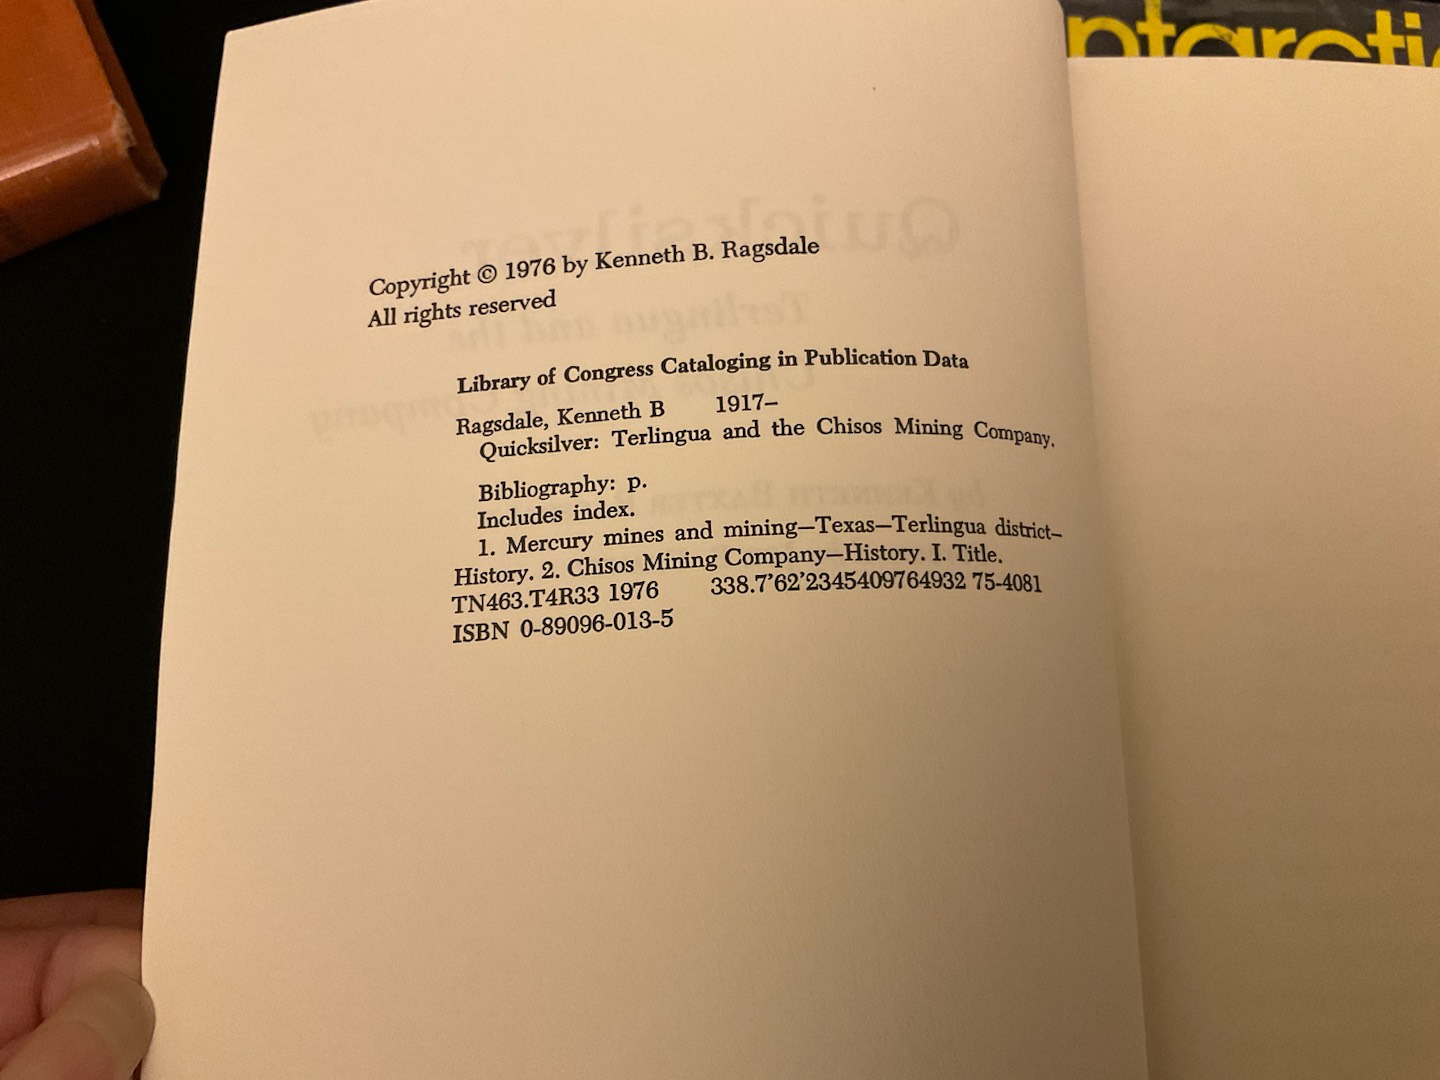 ntarcti
Copyright © 1976 by Kenneth B. Ragsdale
All rights reserved
Library of Congress Cataloging in Publication Data
Ragsdale, Kenneth B 1917–
Quicksilver: Terlingua and the Chisos Mining Company.
Bibliography: p.
Includes index.
1. Mercury mines and mining—Texas—Terlingua district—
History. 2. Chisos Mining Company—History. I. Title.
TN463.T4R33 1976 338.7'62'2345409764932 75-4081
ISBN 0-89096-013-5